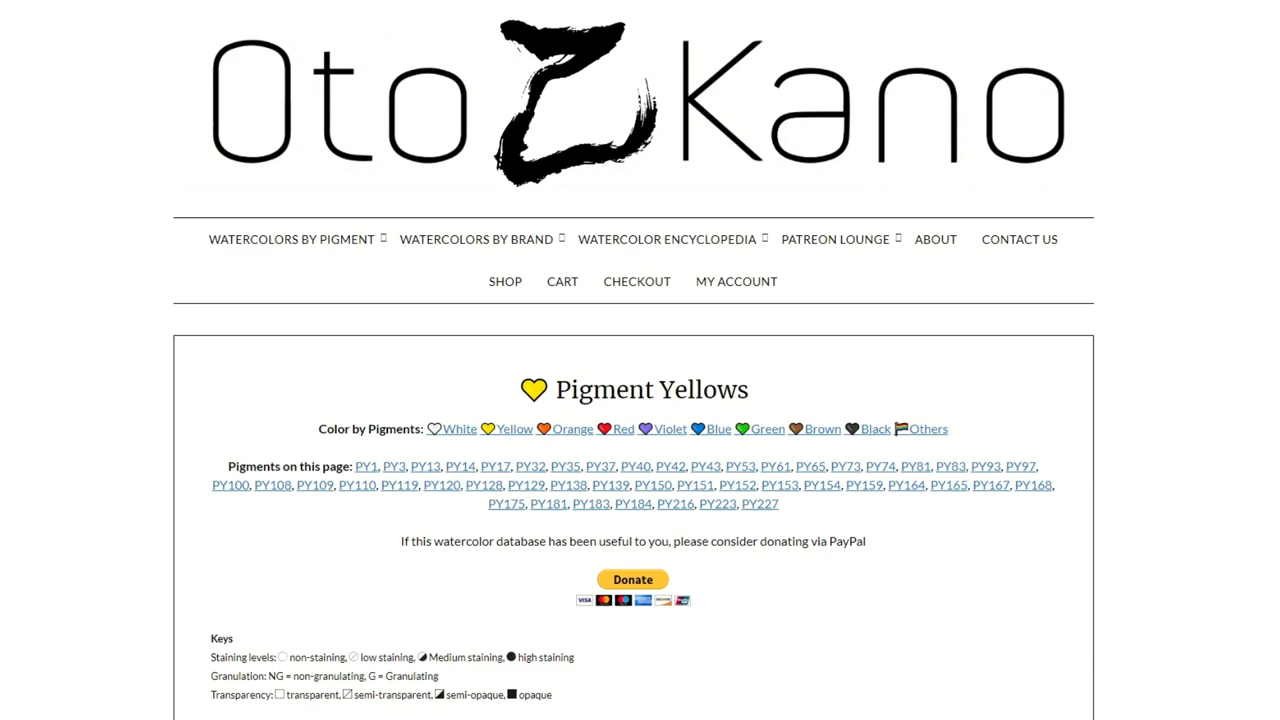 Oto Kano
WATERCOLORS BY PIGMENT WATERCOLORS BY BRAND WATERCOLOR ENCYCLOPEDIA PATREON LOUNGE ABOUT CONTACT US
SHOP CART CHECKOUT MY ACCOUNT
Pigment Yellows
Color by Pigments: White Yellow Orange Red Violet Blue Green Brown Black Others
Pigments on this page: PY1, PY3, PY13, PY14, PY17, PY32, PY35, PY37, PY40, PY42, PY43, PY53, PY61, PY65, PY73, PY74, PY81, PY83, PY93, PY97,
PY100, PY108, PY109, PY110, PY119, PY120, PY128, PY129, PY138, PY139, PY150, PY151, PY152, PY153, PY154, PY159, PY164, PY165, PY167, PY168,
PY175, PY181, PY183, PY184, PY216, PY223, PY227
If this watercolor database has been useful to you, please consider donating via PayPal
Donate
VISA DISCOVER
Keys
Staining levels: non-staining, low staining, Medium staining, high staining
Granulation: NG = non-granulating, G = Granulating
Transparency: transparent, semi-transparent, semi-opaque, opaque